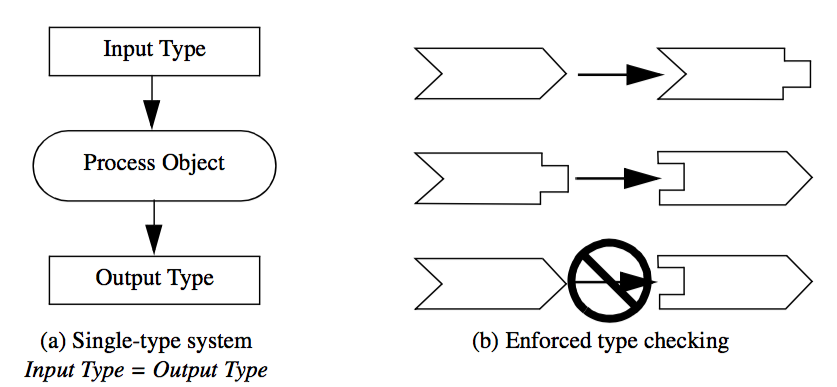 Input Type
Process Object
Output Type
(a) Single-type system
Input Type = Output Type
(b) Enforced type checking